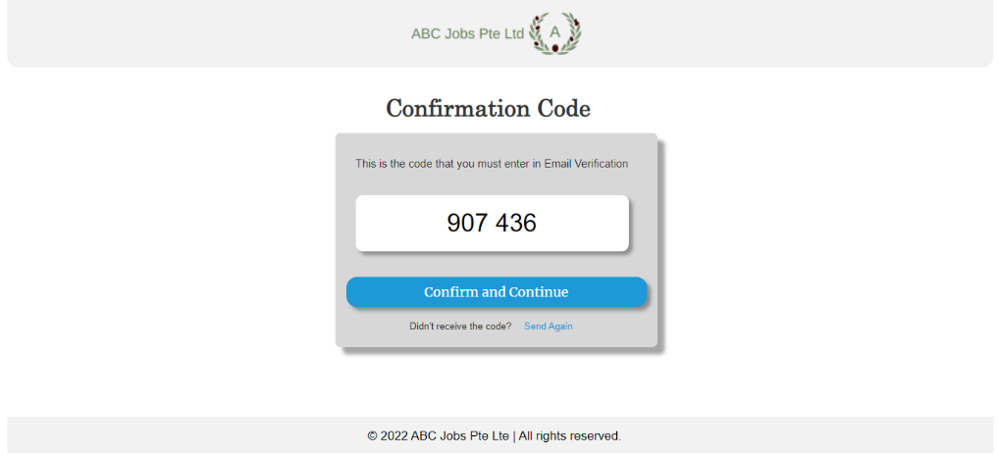 ABC Jobs Pte Ltd A
Confirmation Code
This is the code that you must enter in Email Verification
907 436
Confirm and Continue
Didn't receive the code? Send Again
© 2022 ABC Jobs Pte Lte | All rights reserved.